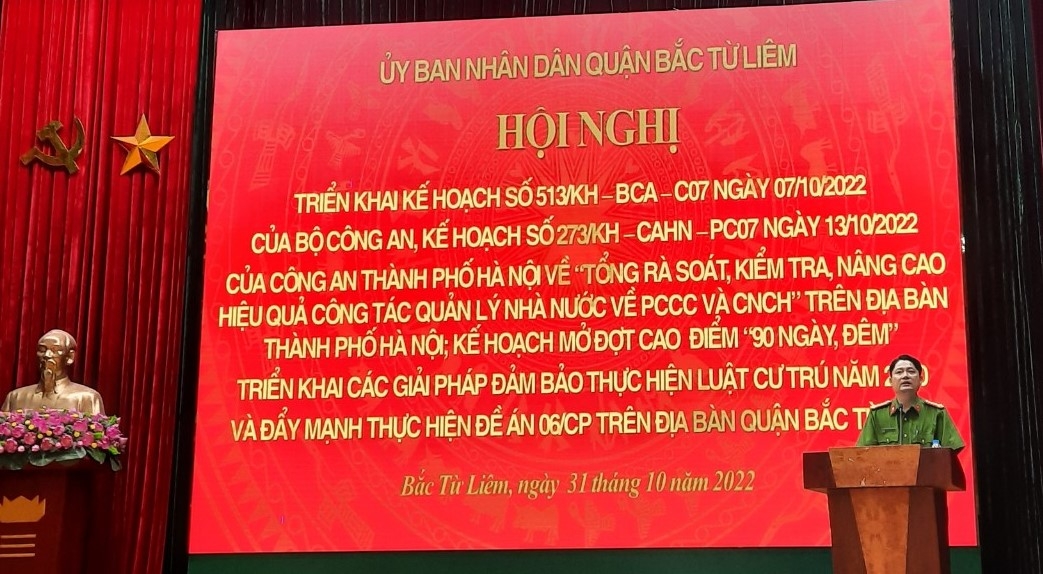 ỦY BAN NHÂN DÂN QUẬN BẮC TỪ LIÊM
HỘI NGHỊ
TRIỂN KHAI KẾ HOẠCH SỐ 513/KH – BCA – C07 NGÀY 07/10/2022
CỦA BỘ CÔNG AN, KẾ HOẠCH SỐ 273/KH – CAHN – PC07 NGÀY 13/10/2022
CỦA CÔNG AN THÀNH PHỐ HÀ NỘI VỀ “TỔNG RÀ SOÁT, KIỂM TRA, NÂNG CAO
HIỆU QUẢ CÔNG TÁC QUẢN LÝ NHÀ NƯỚC VỀ PCCC VÀ CNCH” TRÊN ĐỊA BÀN
THÀNH PHỐ HÀ NỘI; KẾ HOẠCH MỞ ĐỢT CAO ĐIỂM “90 NGÀY, ĐÊM”
TRIỂN KHAI CÁC GIẢI PHÁP ĐẢM BẢO THỰC HIỆN LUẬT CƯ TRÚ NĂM
VÀ ĐẨY MẠNH THỰC HIỆN ĐỀ ÁN 06/CP TRÊN ĐỊA BÀN QUẬN BẮC
Bắc Từ Liêm, ngày 31 tháng 10 năm 2022